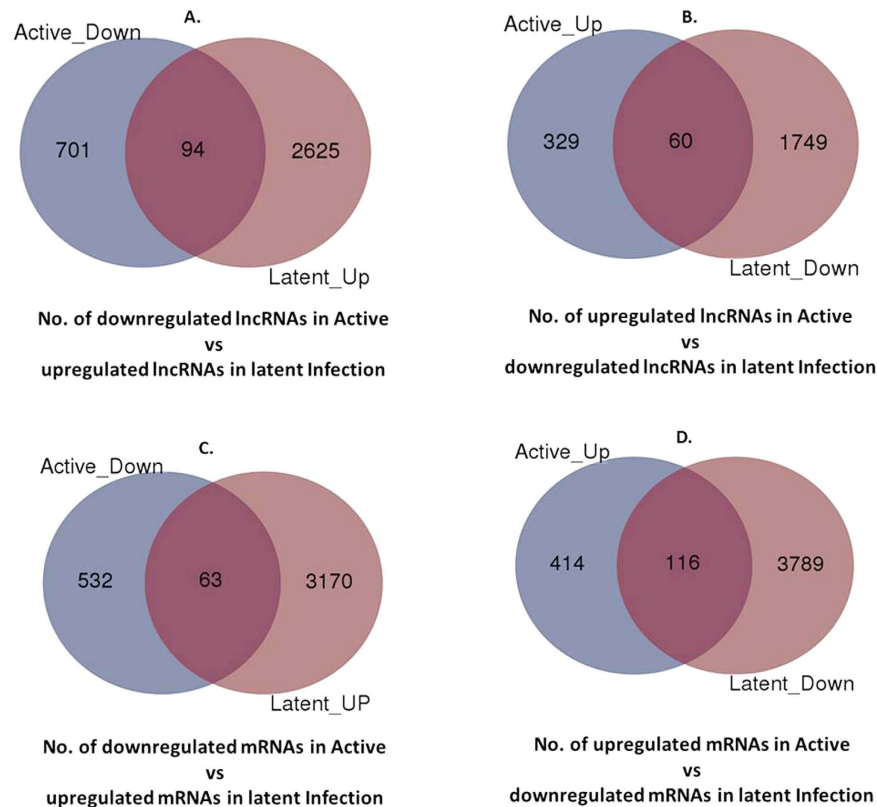 A.
Active_Down
701
94
2625
Latent_Up
No. of downregulated lncRNAs in Active
vs
upregulated lncRNAs in latent Infection
B.
Active_Up
329
60
1749
Latent_Down
No. of upregulated lncRNAs in Active
vs
downregulated lncRNAs in latent Infection
C.
Active_Down
532
63
3170
Latent_UP
No. of downregulated mRNAs in Active
vs
upregulated mRNAs in latent Infection
D.
Active_Up
414
116
3789
Latent_Down
No. of upregulated mRNAs in Active
vs
downregulated mRNAs in latent Infection